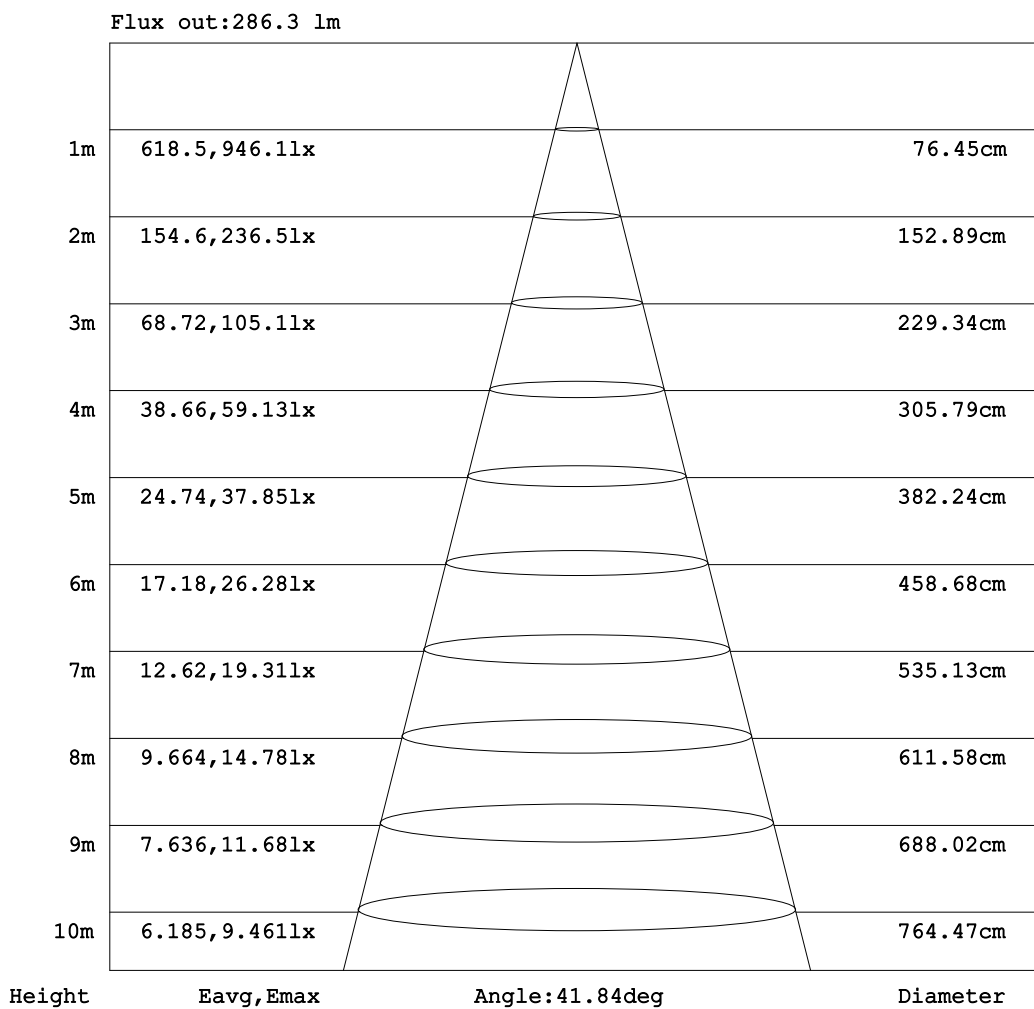 Flux out:286.3 lm
1m 618.5,946.1lx 76.45cm
2m 154.6,236.5lx 152.89cm
3m 68.72,105.1lx 229.34cm
4m 38.66,59.13lx 305.79cm
5m 24.74,37.85lx 382.24cm
6m 17.18,26.28lx 458.68cm
7m 12.62,19.31lx 535.13cm
8m 9.664,14.78lx 611.58cm
9m 7.636,11.68lx 688.02cm
10m 6.185,9.461lx 764.47cm
Height Eavg,Emax Angle:41.84deg Diameter